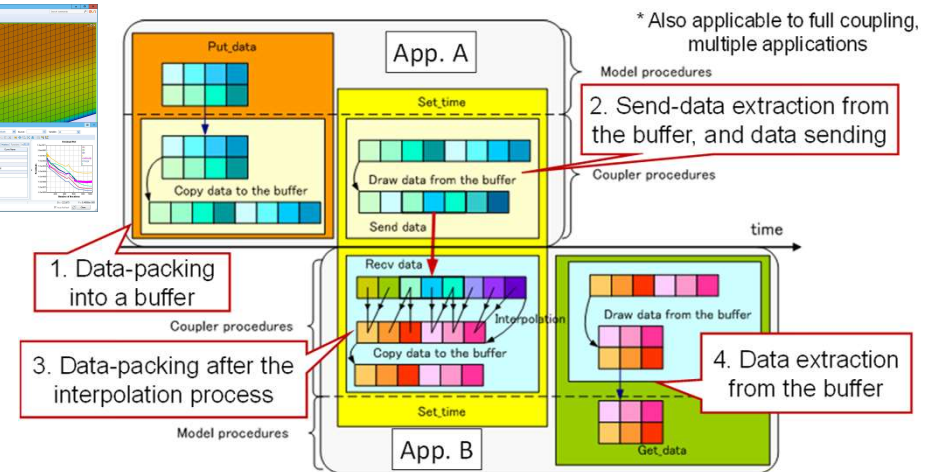 * Also applicable to full coupling,
multiple applications
Put_data
App. A
Model procedures
Set_time
2. Send-data extraction from
the buffer, and data sending
Draw data from the buffer
Coupler procedures
Copy data to the buffer
Send data
time
1. Data-packing
into a buffer
Recv data
Interpolation
Draw data from the buffer
Coupler procedures
Copy data to the buffer
3. Data-packing after the
interpolation process
4. Data extraction
from the buffer
Set_time
Model procedures
App. B
Get_data